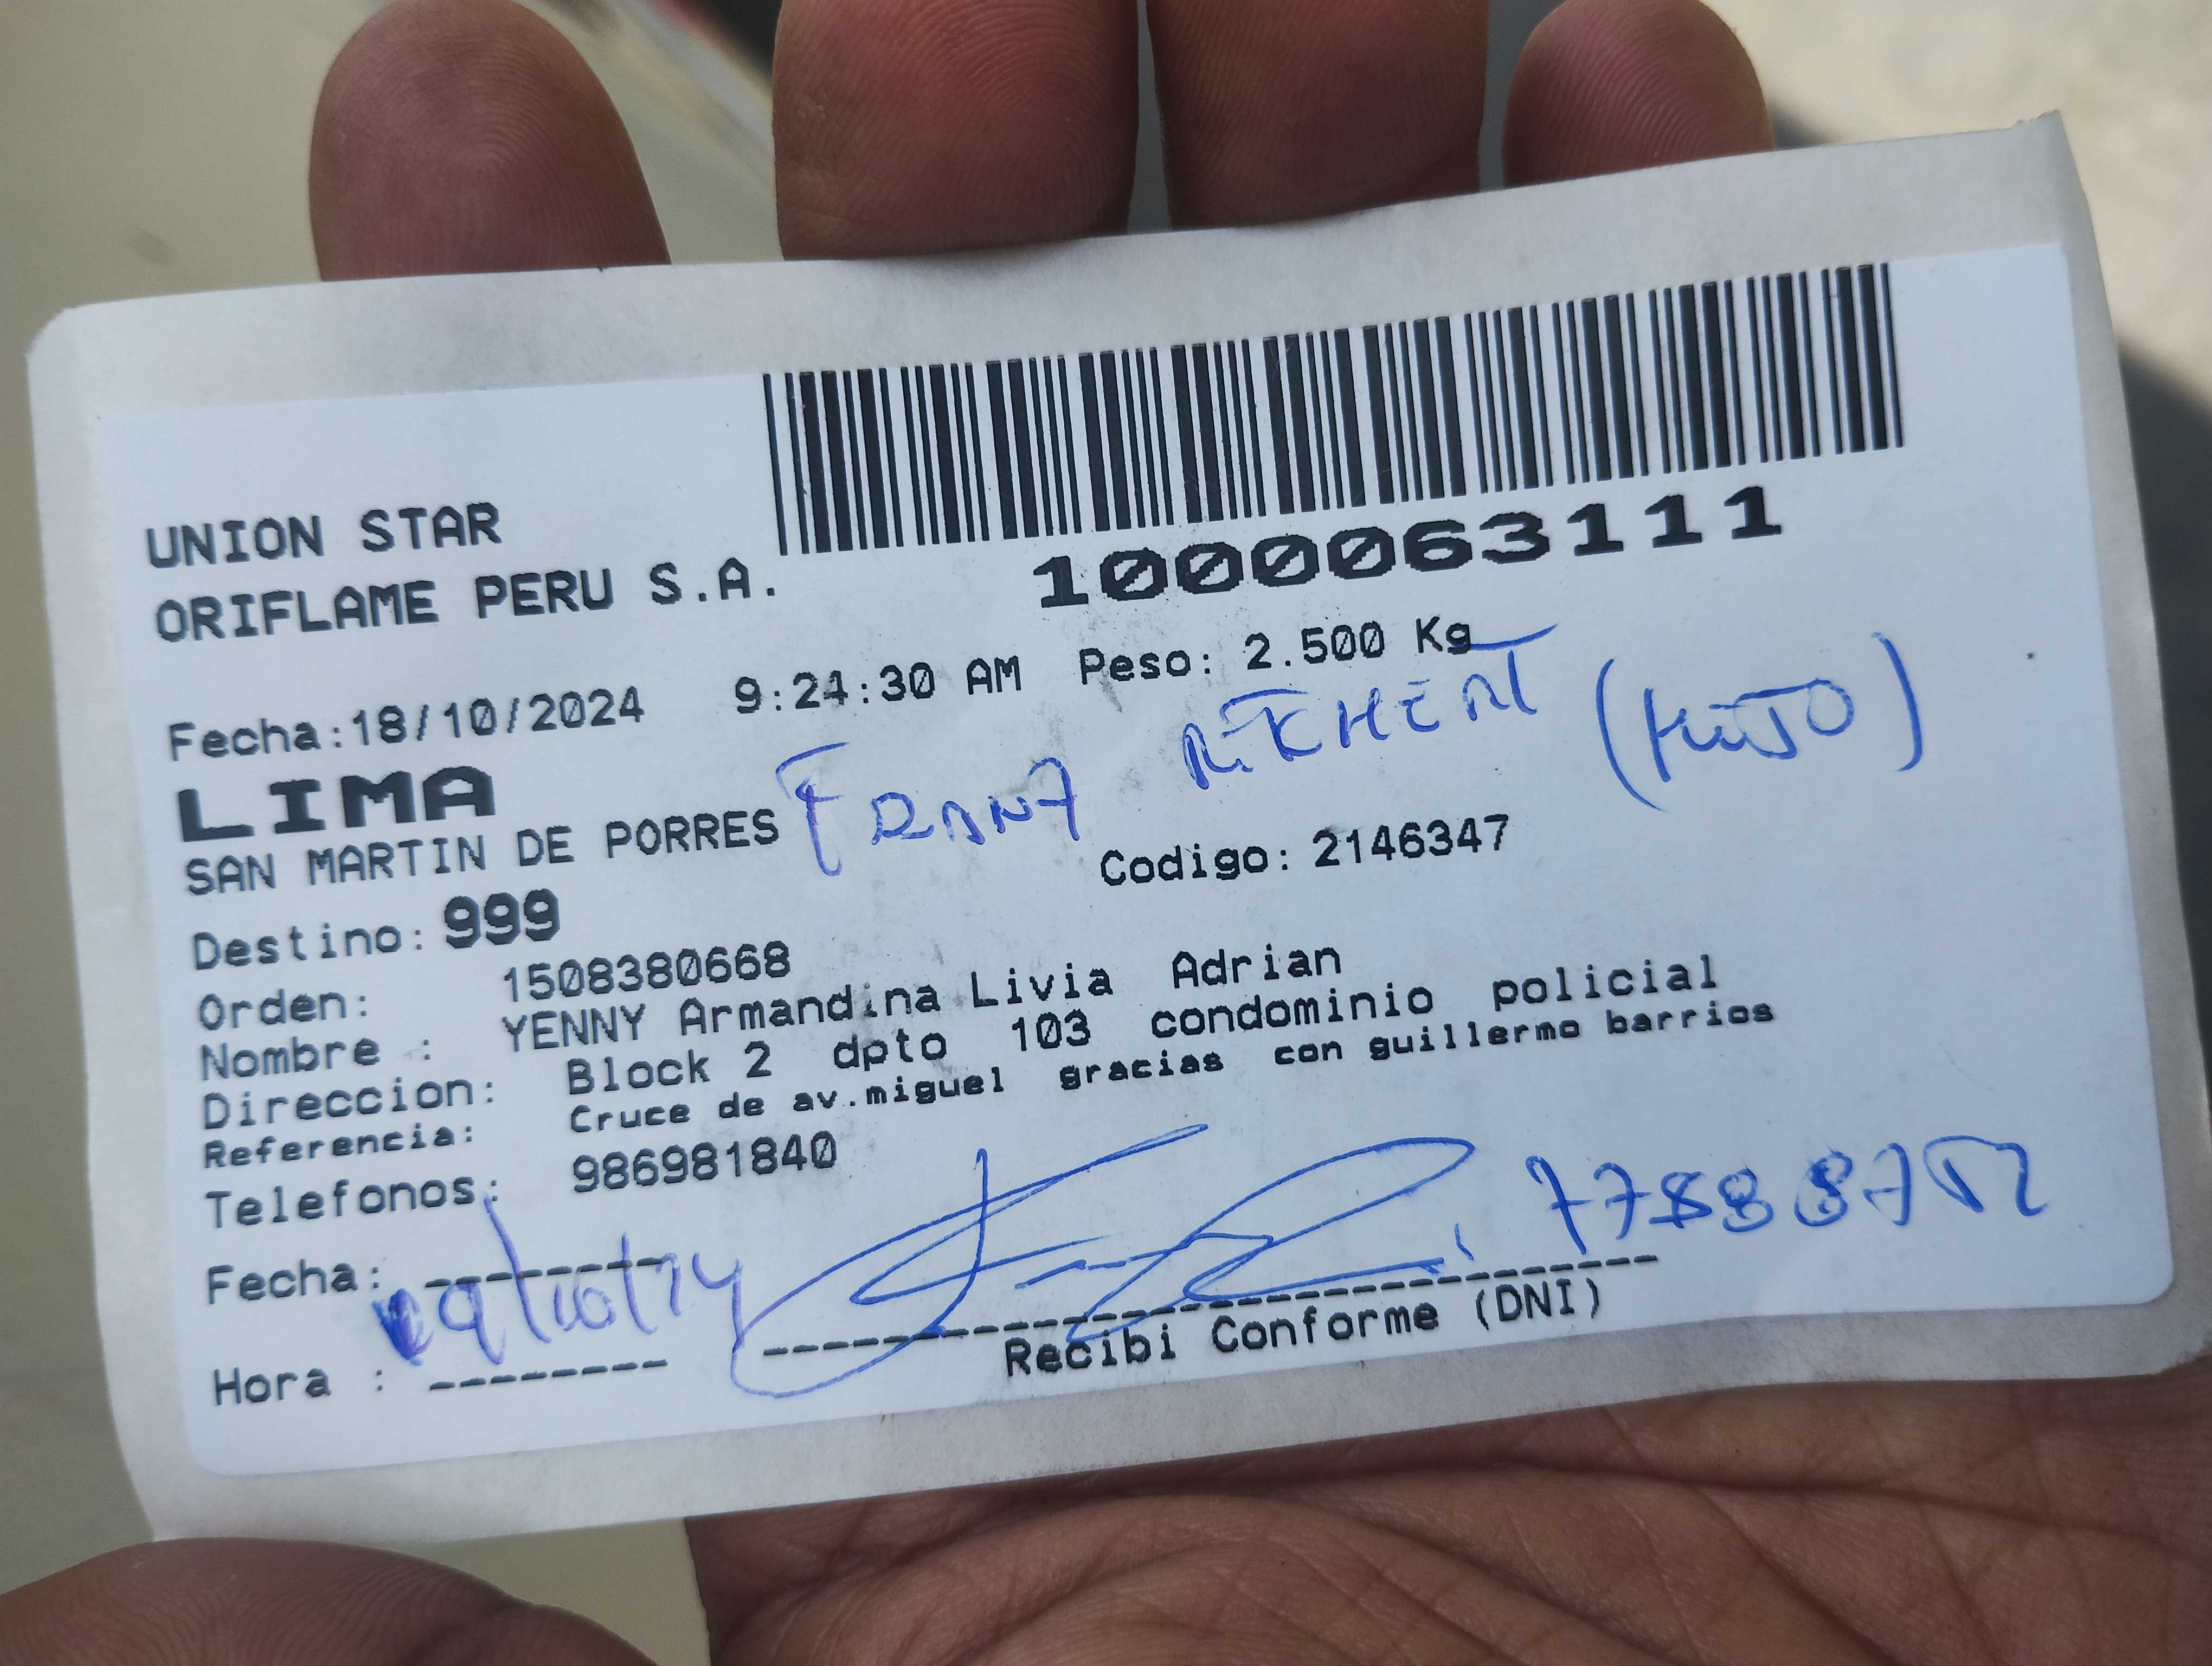 UNION STAR
ORIFLAME PERU S.A.
1000063111
Fecha:18/10/2024 9:24:30 AM Peso: 2.500 Kg
LIMA
(HIJO)
SAN MARTIN DE PORRES
Codigo: 2146347
Destino: 999
Orden: 1508380668
Nombre : YENNY Armandina Livia Adrian
Direccion: Block 2 dpto 103 condominio policial
Referencia: Cruce de av.miguel gracias con guillermo barrios
Telefonos: 986981840
Fecha:
Hora :
Recibi Conforme (DNI)